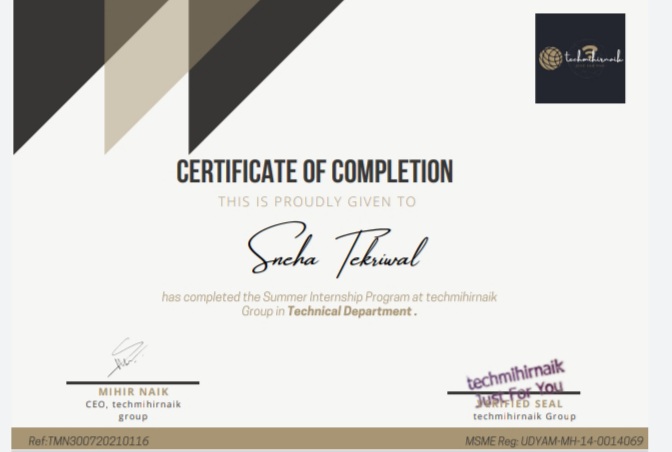 techmihirnaik
CERTIFICATE OF COMPLETION
THIS IS PROUDLY GIVEN TO
Sneha Tekriwal
has completed the Summer Internship Program at techmihirnaik
Group in Technical Department .
MIHIR NAIK
CEO, techmihirnaik
group
techmihirnaik
Just For You
VERIFIED SEAL
techmihirnaik Group
Ref:TMN300720210116
MSME Reg: UDYAM-MH-14-0014069